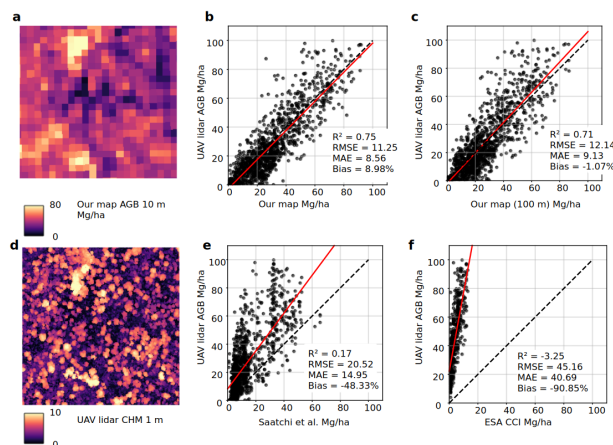 a
80
0
Our map AGB 10 m
Mg/ha
b
UAV lidar AGB Mg/ha
100
80
60
40
20
0
R² = 0.75
RMSE = 11.25
MAE = 8.56
Bias = 8.98%
0 20 40 60 80 100
Our map Mg/ha
c
UAV lidar AGB Mg/ha
100
80
60
40
20
0
R² = 0.71
RMSE = 12.14
MAE = 9.13
Bias = -1.07%
0 20 40 60 80 100
Our map (100 m) Mg/ha
d
10
0
UAV lidar CHM 1 m
e
UAV lidar AGB Mg/ha
100
80
60
40
20
0
R² = 0.17
RMSE = 20.52
MAE = 14.95
Bias = -48.33%
0 20 40 60 80 100
Saatchi et al. Mg/ha
f
UAV lidar AGB Mg/ha
100
80
60
40
20
0
R² = -3.25
RMSE = 45.16
MAE = 40.69
Bias = -90.85%
0 20 40 60 80 100
ESA CCI Mg/ha